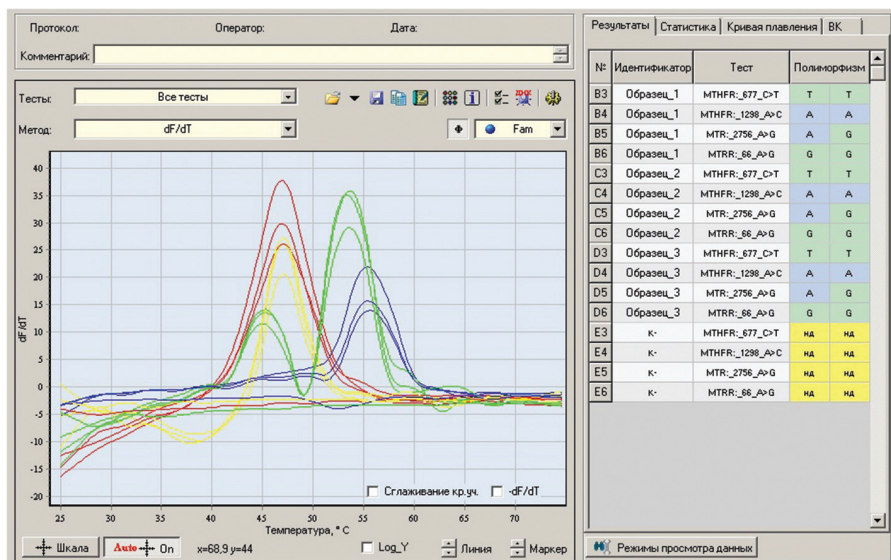 Протокол: Оператор: Дата:
Комментарий:
Тесты: Все тесты
Метод: dF/dT Fam
40
35
30
25
20
15
10
5
0
-5
-10
-15
-20
dF/dT
25 30 35 40 45 50 55 60 65 70
Температура, ° С
Сглаживание кр.уч. -dF/dT
Шкала Auto On x=68,9 y=44 Log_Y Линия Маркер
Результаты Статистика Кривая плавления ВК
№ Идентификатор Тест Полиморфизм
B3 Образец_1 MTHFR:_677_C>T T T
B4 Образец_1 MTHFR:_1298_A>C A A
B5 Образец_1 MTR:_2756_A>G A G
B6 Образец_1 MTRR:_66_A>G G G
C3 Образец_2 MTHFR:_677_C>T T T
C4 Образец_2 MTHFR:_1298_A>C A A
C5 Образец_2 MTR:_2756_A>G A G
C6 Образец_2 MTRR:_66_A>G G G
D3 Образец_3 MTHFR:_677_C>T T T
D4 Образец_3 MTHFR:_1298_A>C A A
D5 Образец_3 MTR:_2756_A>G A G
D6 Образец_3 MTRR:_66_A>G G G
E3 К- MTHFR:_677_C>T нд нд
E4 К- MTHFR:_1298_A>C нд нд
E5 К- MTR:_2756_A>G нд нд
E6 К- MTRR:_66_A>G нд нд
Режимы просмотра данных